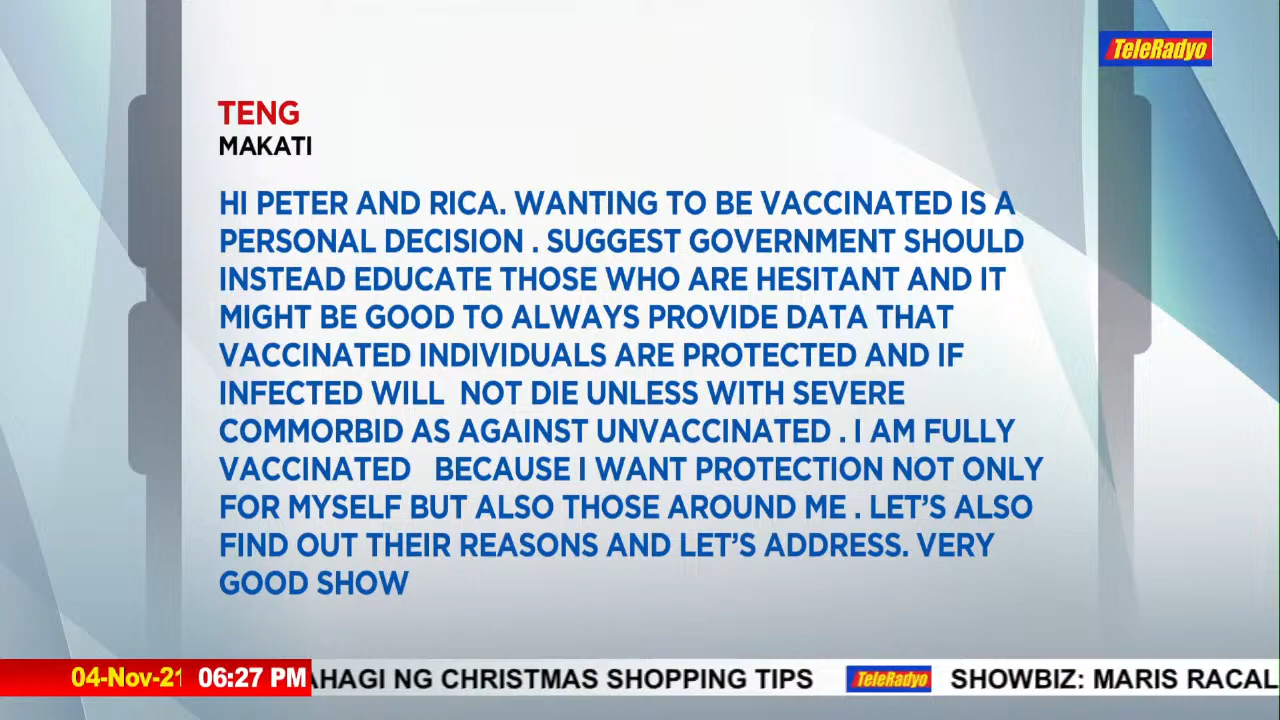 TeleRadyo
TENG
MAKATI
HI PETER AND RICA. WANTING TO BE VACCINATED IS A
PERSONAL DECISION . SUGGEST GOVERNMENT SHOULD
INSTEAD EDUCATE THOSE WHO ARE HESITANT AND IT
MIGHT BE GOOD TO ALWAYS PROVIDE DATA THAT
VACCINATED INDIVIDUALS ARE PROTECTED AND IF
INFECTED WILL  NOT DIE UNLESS WITH SEVERE
COMMORBID AS AGAINST UNVACCINATED . I AM FULLY
VACCINATED   BECAUSE I WANT PROTECTION NOT ONLY
FOR MYSELF BUT ALSO THOSE AROUND ME . LET’S ALSO
FIND OUT THEIR REASONS AND LET’S ADDRESS. VERY
GOOD SHOW
04-Nov-21 06:27 PM AHAGI NG CHRISTMAS SHOPPING TIPS TeleRadyo SHOWBIZ: MARIS RACAL